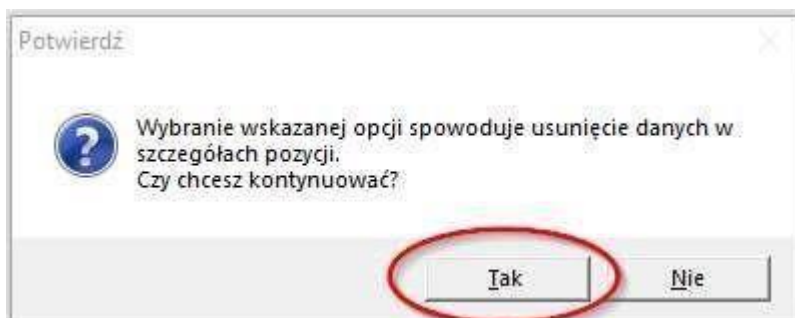 Potwierdź
Wybranie wskazanej opcji spowoduje usunięcie danych w
szczegółach pozycji.
Czy chcesz kontynuować?
Tak
Nie